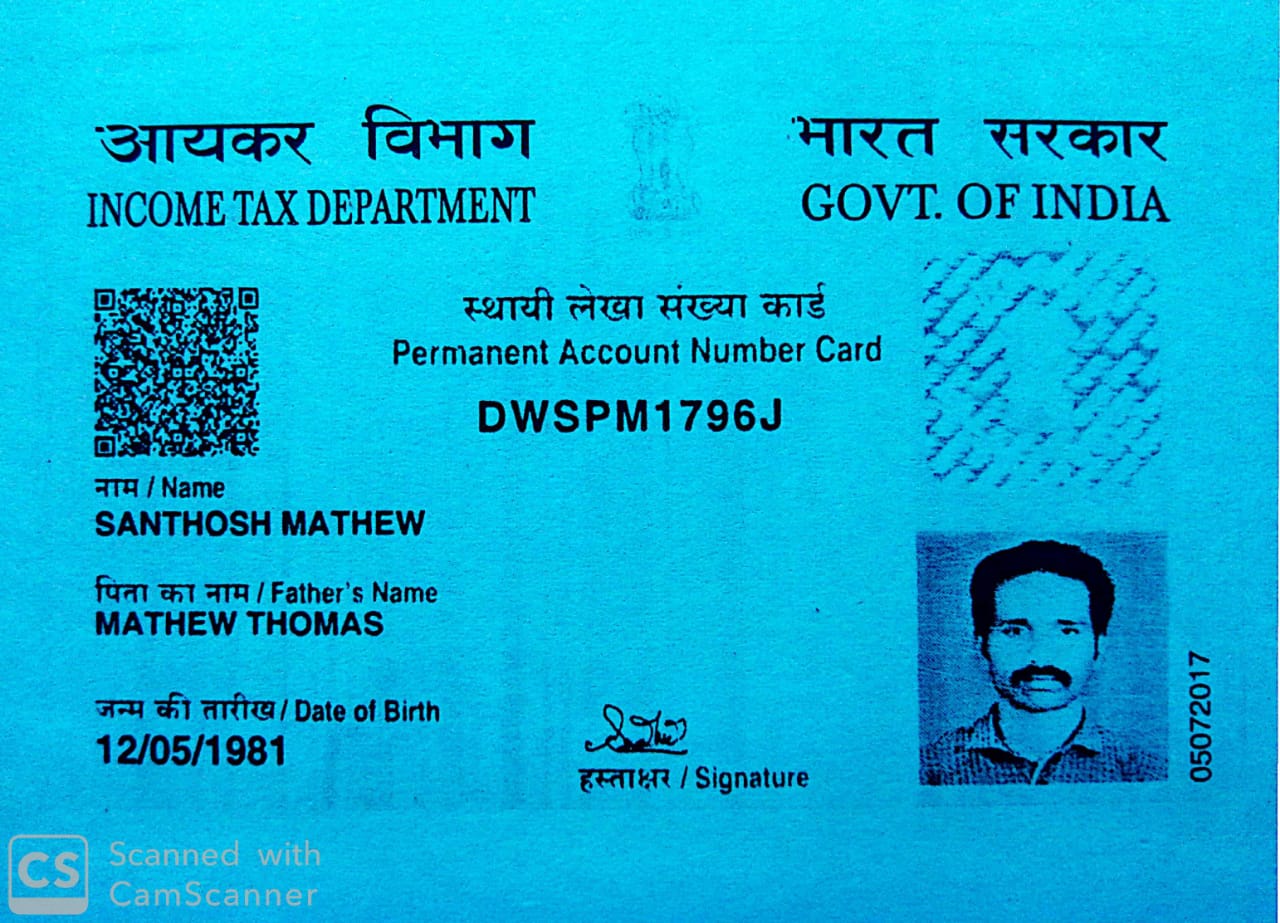 आयकर विभाग
INCOME TAX DEPARTMENT
भारत सरकार
GOVT. OF INDIA
स्थायी लेखा संख्या कार्ड
Permanent Account Number Card
DWSPM1796J
नाम / Name
SANTHOSH MATHEW
पिता का नाम / Father's Name
MATHEW THOMAS
जन्म की तारीख / Date of Birth
12/05/1981
हस्ताक्षर / Signature
05072017
CS
Scanned with
CamScanner